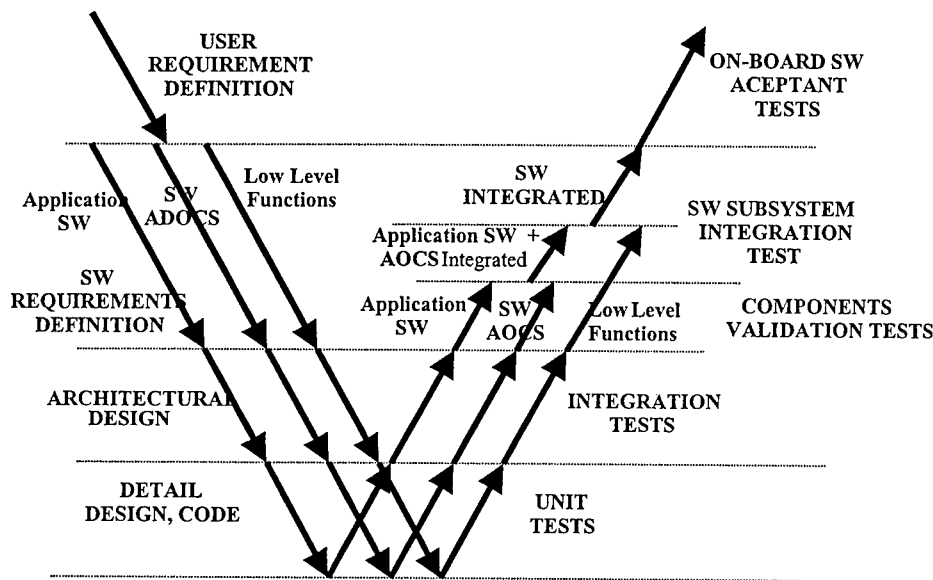 USER
REQUIREMENT
DEFINITION
ON-BOARD SW
ACEPTANT
TESTS
Application
SW
SW
ADOCS
Low Level
Functions
SW
INTEGRATED
SW SUBSYSTEM
INTEGRATION
TEST
Application SW +
AOCS Integrated
SW
REQUIREMENTS
DEFINITION
Application
SW
SW
AOCS
Low Level
Functions
COMPONENTS
VALIDATION TESTS
ARCHITECTURAL
DESIGN
INTEGRATION
TESTS
DETAIL
DESIGN, CODE
UNIT
TESTS